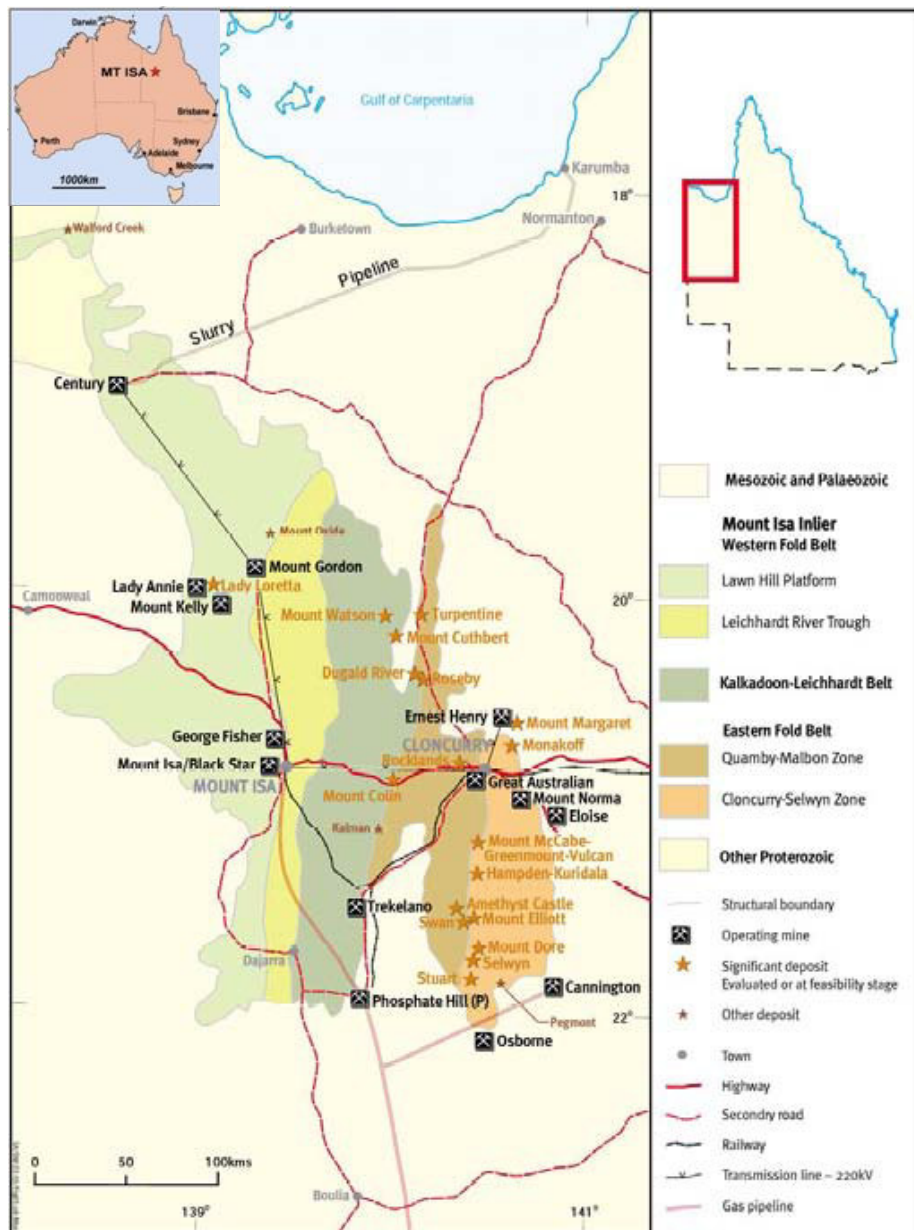 Darwin
MT ISA
Brisbane
Perth
Sydney
Adelaide
Melbourne
1000km
Gulf of Carpentaria
Karumba
18°
Normanton
Walford Creek
Burketown
Slurry Pipeline
Century
Mount Oxide
Mount Gordon
Lady Annie
Lady Loretta
Mount Kelly
Camooweal
20°
Mount Watson
Turpentine
Mount Cuthbert
Dugald River
Roseby
Ernest Henry
Mount Margaret
George Fisher
CLONCURRY
Monakoff
Rocklands
Mount Isa/Black Star
MOUNT ISA
Mount Colin
Great Australian
Mount Norma
Eloise
Kalman
Mount McCabe-
Greenmount-Vulcan
Hampden-Kuridala
Trekelano
Amethyst Castle
Swan
Mount Elliott
Dajarra
Mount Dore
Selwyn
Stuart
Cannington
Phosphate Hill (P)
Pegmont
22°
Osborne
0 50 100kms
Boulia
139°
141°
Mesozoic and Palaeozoic
Mount Isa Inlier
Western Fold Belt
Lawn Hill Platform
Leichhardt River Trough
Kalkadoon-Leichhardt Belt
Eastern Fold Belt
Quamby-Malbon Zone
Cloncurry-Selwyn Zone
Other Proterozoic
Structural boundary
Operating mine
Significant deposit
Evaluated or at feasibility stage
Other deposit
Town
Highway
Secondry road
Railway
Transmission line – 220kV
Gas pipeline